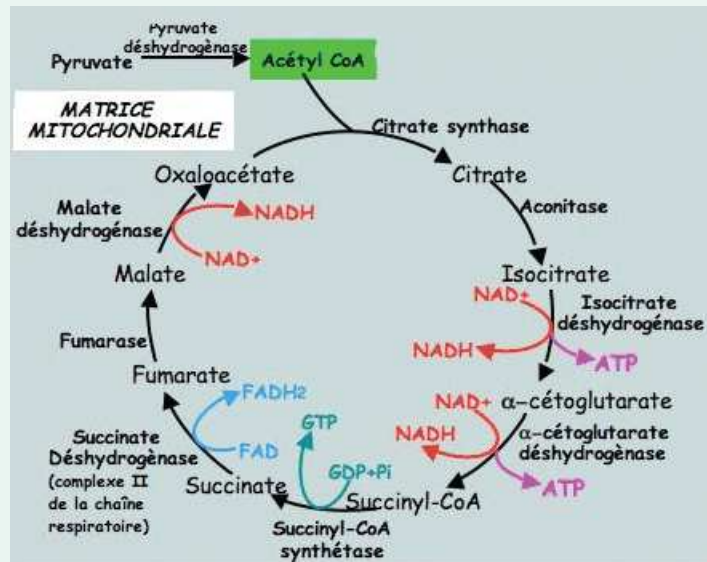 Pyruvate
déshydrogènase
Pyruvate
Acétyl CoA
MATRICE
MITOCHONDRIALE
Citrate synthase
Oxaloacétate
Citrate
Aconitase
Malate
déshydrogénase
NADH
NAD+
Malate
Isocitrate
NAD+
Isocitrate
déshydrogénase
NADH
ATP
Fumarase
Fumarate
FADH2
FAD
Succinate
Déshydrogènase
(complexe II
de la chaîne
respiratoire)
Succinate
GTP
GDP+Pi
Succinyl-CoA
synthétase
Succinyl-CoA
NAD+
NADH
α-cétoglutarate
α-cétoglutarate
déshydrogènase
ATP